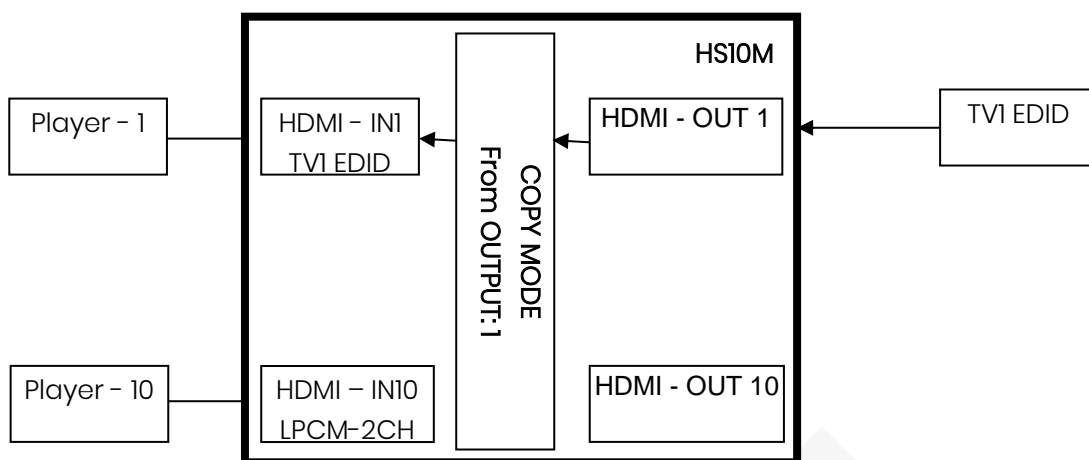 HS10M
Player - 1
HDMI - IN1
TV1 EDID
COPY MODE
From OUTPUT:1
HDMI - OUT 1
TV1 EDID
Player - 10
HDMI – IN10
LPCM-2CH
HDMI - OUT 10